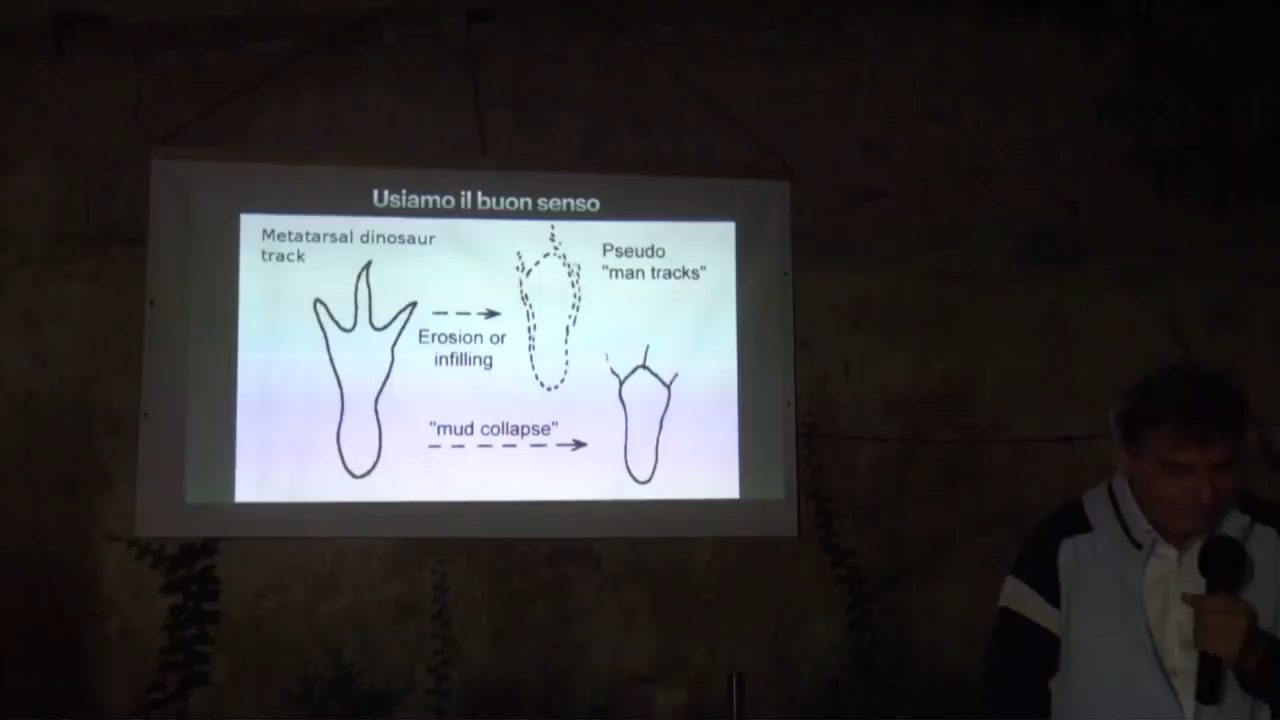 Usiamo il buon senso
Metatarsal dinosaur
track
Pseudo
"man tracks"
Erosion or
infilling
"mud collapse"